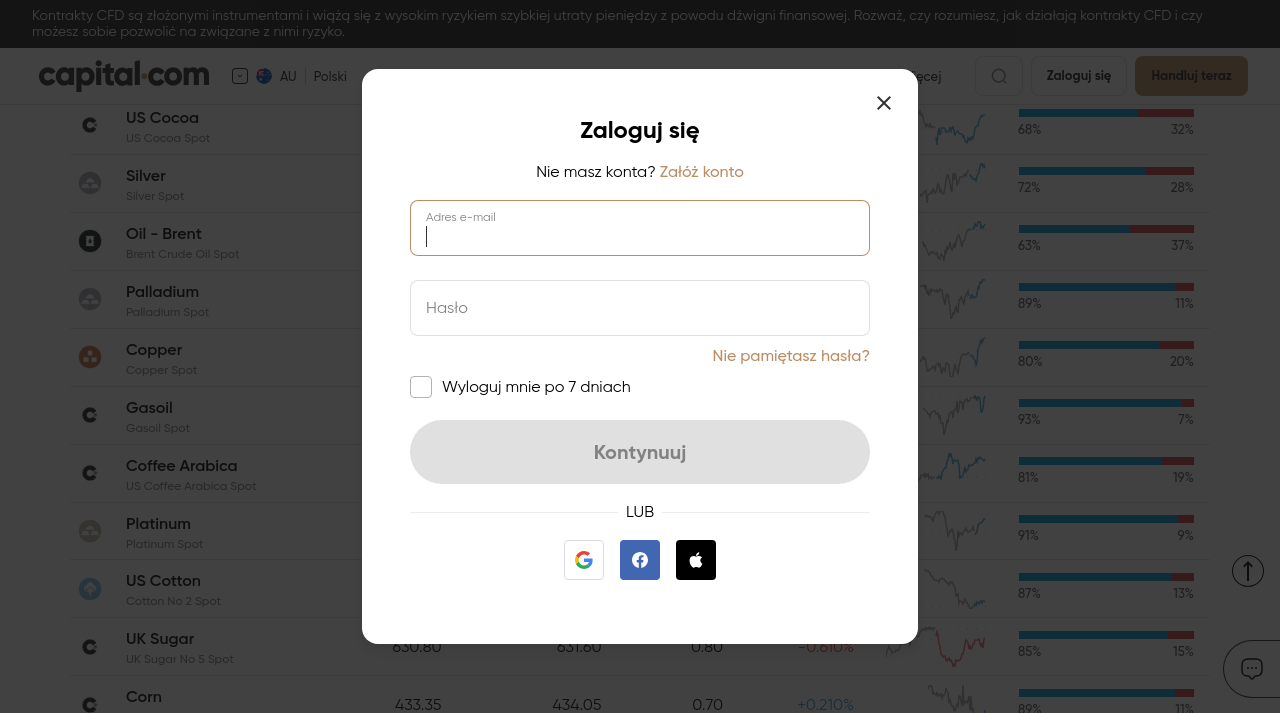 Kontrakty CFD są złożonymi instrumentami i wiążą się z wysokim ryzykiem szybkiej utraty pieniędzy z powodu dźwigni finansowej. Rozważ, czy rozumiesz, jak działają kontrakty CFD i czy
możesz sobie pozwolić na związane z nimi ryzyko.
capital.com AU Polski Zaloguj się Handluj teraz
Zaloguj się
Nie masz konta? Załóż konto
Adres e-mail
Hasło
Nie pamiętasz hasła?
Wyloguj mnie po 7 dniach
Kontynuuj
LUB
US Cocoa
US Cocoa Spot
68% 32%
Silver
Silver Spot
72% 28%
Oil - Brent
Brent Crude Oil Spot
63% 37%
Palladium
Palladium Spot
89% 11%
Copper
Copper Spot
80% 20%
Gasoil
Gasoil Spot
93% 7%
Coffee Arabica
US Coffee Arabica Spot
81% 19%
Platinum
Platinum Spot
91% 9%
US Cotton
Cotton No 2 Spot
87% 13%
UK Sugar
UK Sugar No 5 Spot
630.80 631.60 0.80 -0.610%
85% 15%
Corn
433.35 434.05 0.70 +0.210%
89% 11%